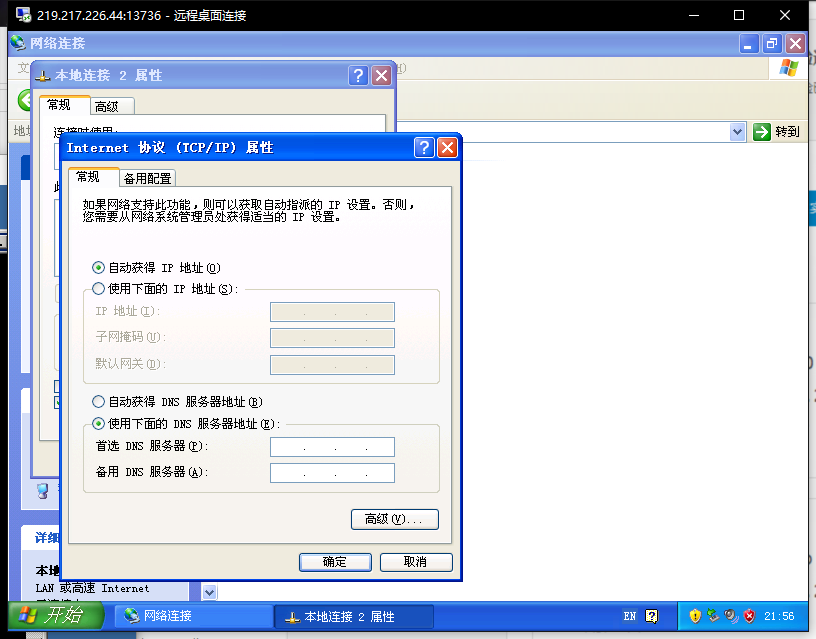 219.217.226.44:13736 - 远程桌面连接
网络连接
文
本地连接 2 属性
常规
高级
转到
连接时使用:
Internet 协议 (TCP/IP) 属性
常规
备用配置
如果网络支持此功能，则可以获取自动指派的 IP 设置。否则，
您需要从网络系统管理员处获得适当的 IP 设置。
自动获得 IP 地址(O)
使用下面的 IP 地址(S):
IP 地址(I):
子网掩码(U):
默认网关(D):
自动获得 DNS 服务器地址(B)
使用下面的 DNS 服务器地址(E):
首选 DNS 服务器(P):
备用 DNS 服务器(A):
高级(V)...
确定
取消
详细
本地
LAN 或高速 Internet
开始
网络连接
本地连接 2 属性
EN
21:56